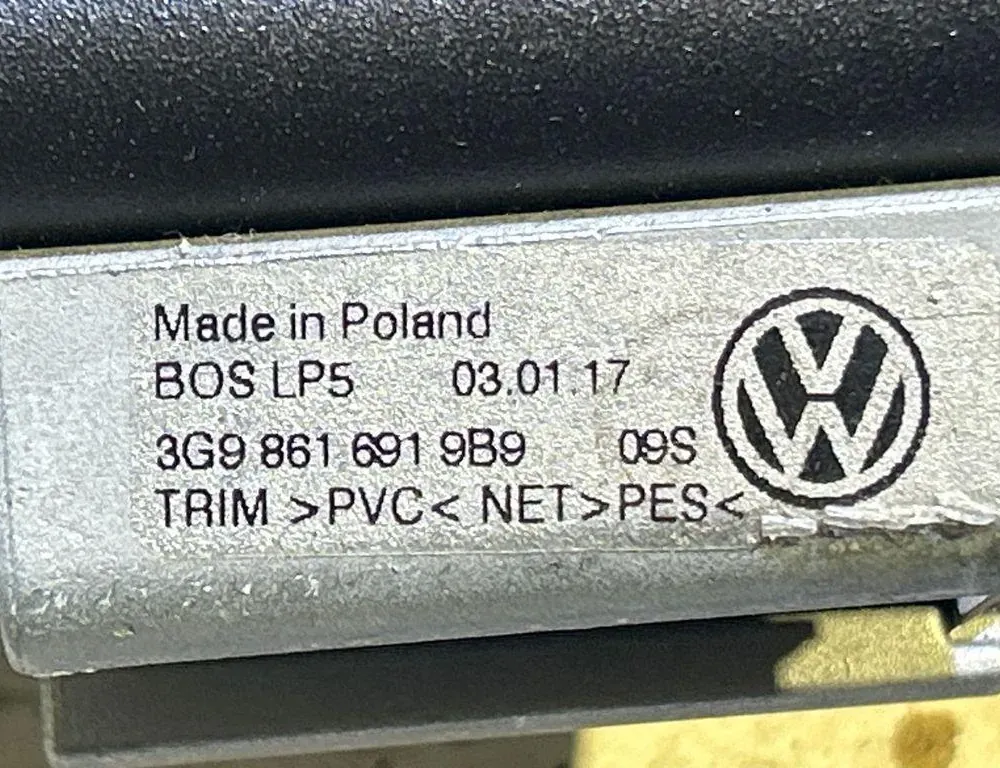 Made in Poland
BOS LP5 03.01.17
3G9 861 691 9B9 09S
TRIM >PVC< NET>PES<